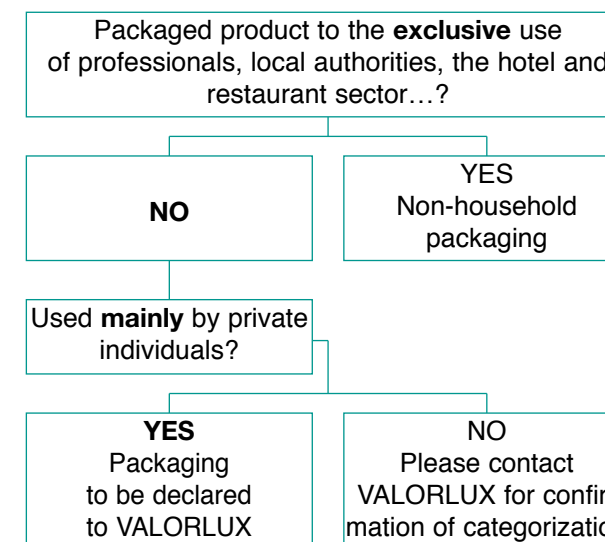 Packaged product to the exclusive use
of professionals, local authorities, the hotel and
restaurant sector…?
NO
YES
Non-household
packaging
Used mainly by private
individuals?
YES
Packaging
to be declared
to VALORLUX
NO
Please contact
VALORLUX for confir
mation of categorizatio